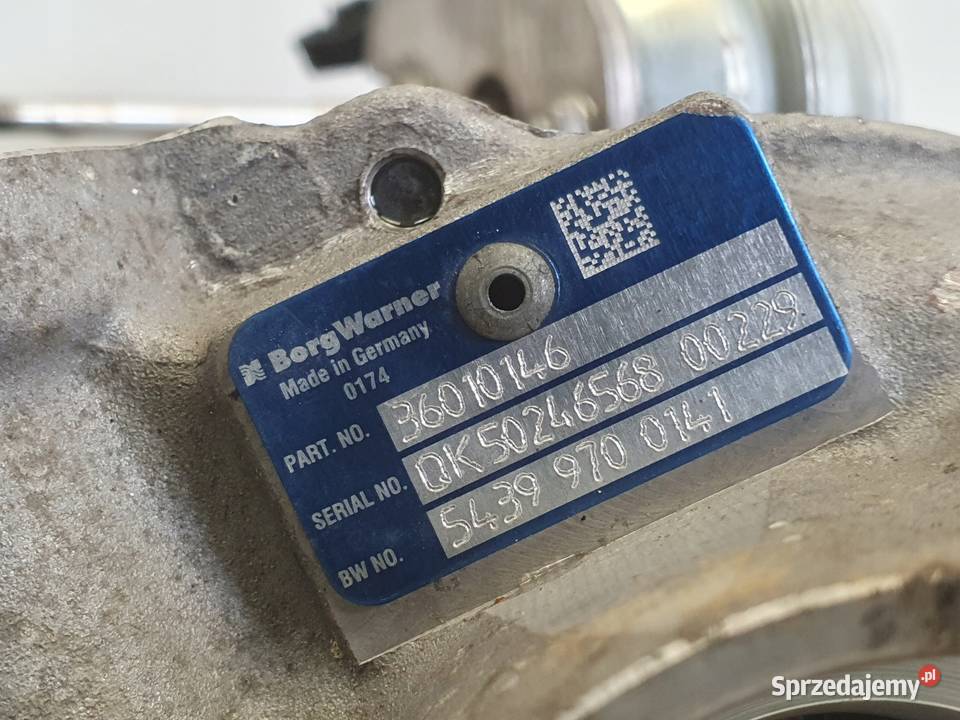 BorgWarner
Made in Germany
0174
PART. NO. 36010146
SERIAL NO. QK50246568 00229
BW NO. 5439 970 0141
Sprzedajemy.pl